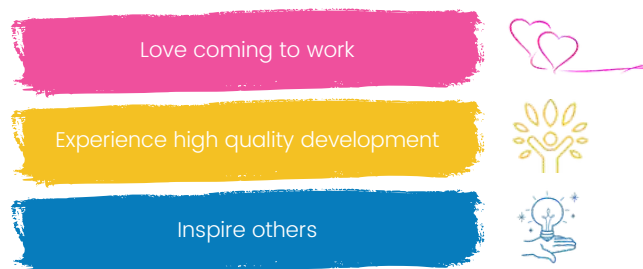 Love coming to work
Experience high quality development
Inspire others